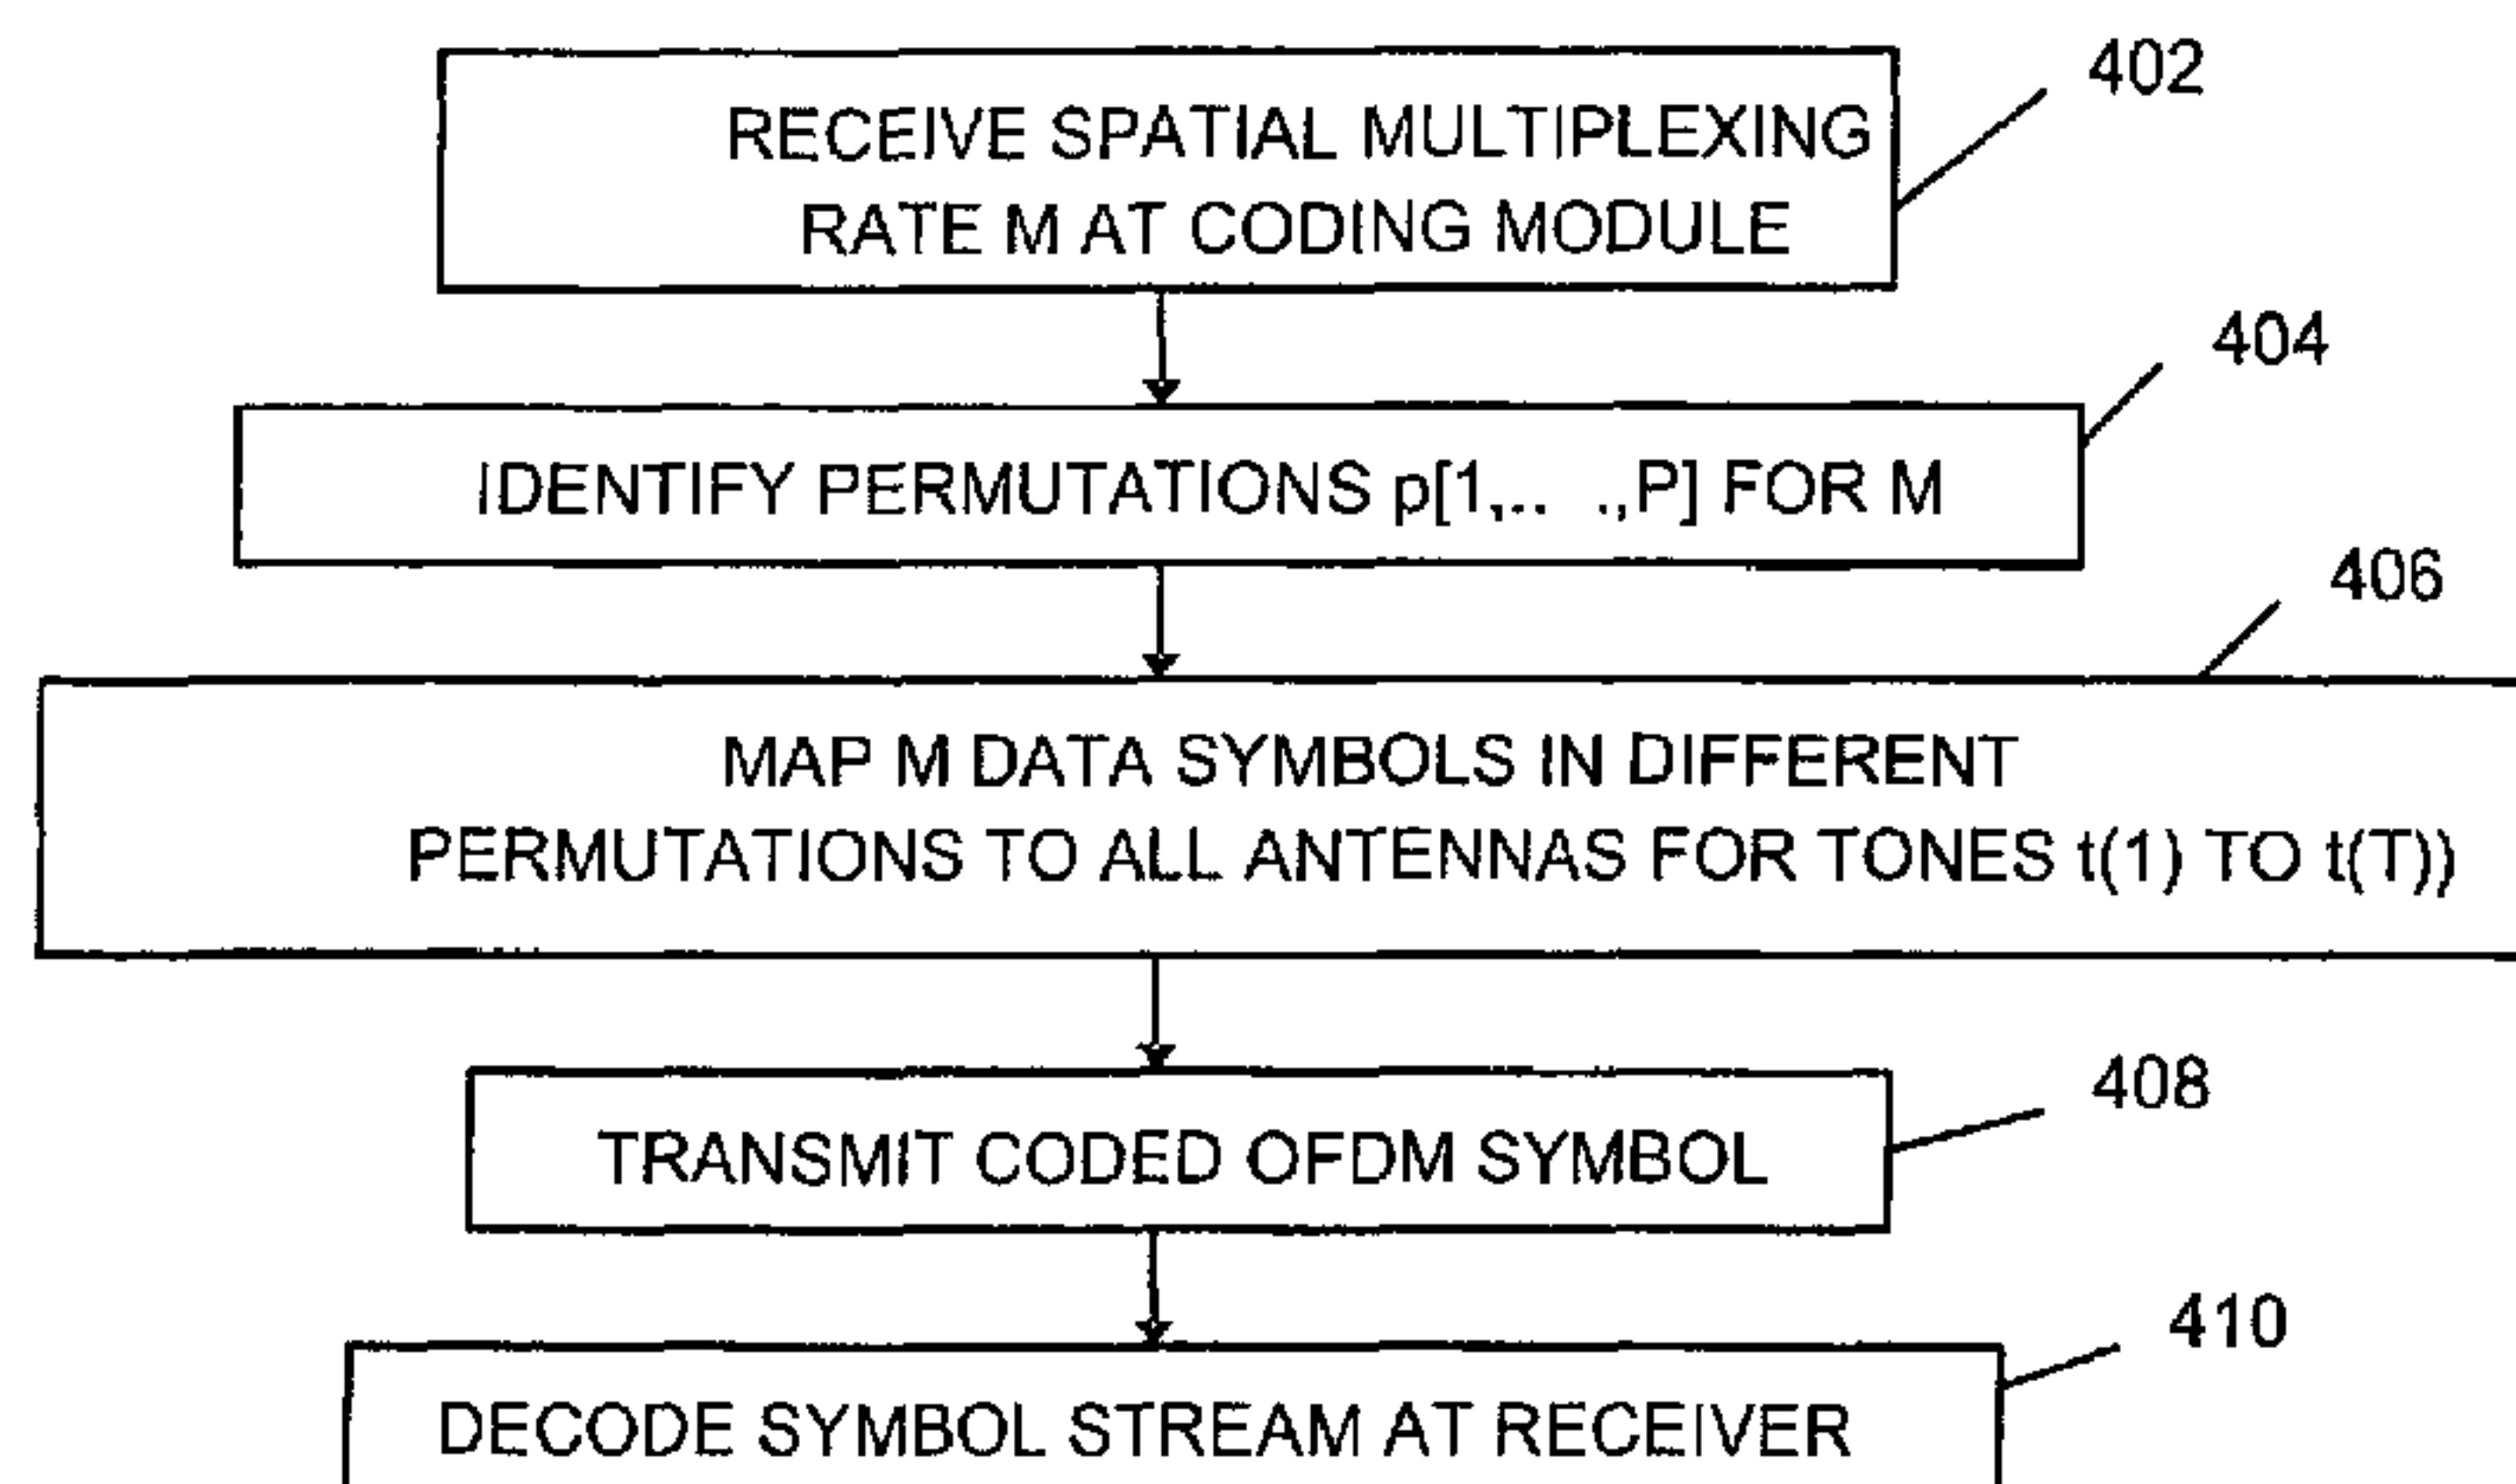 402
RECEIVE SPATIAL MULTIPLEXING
RATE M AT CODING MODULE
404
IDENTIFY PERMUTATIONS p[1,.. .,P] FOR M
406
MAP M DATA SYMBOLS IN DIFFERENT
PERMUTATIONS TO ALL ANTENNAS FOR TONES t(1) TO t(T))
408
TRANSMIT CODED OFDM SYMBOL
410
DECODE SYMBOL STREAM AT RECEIVER